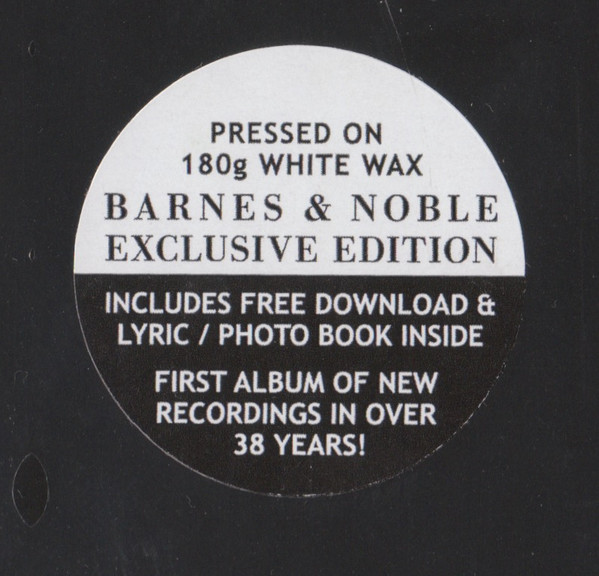 PRESSED ON
180g WHITE WAX
BARNES & NOBLE
EXCLUSIVE EDITION
INCLUDES FREE DOWNLOAD &
LYRIC / PHOTO BOOK INSIDE
FIRST ALBUM OF NEW
RECORDINGS IN OVER
38 YEARS!